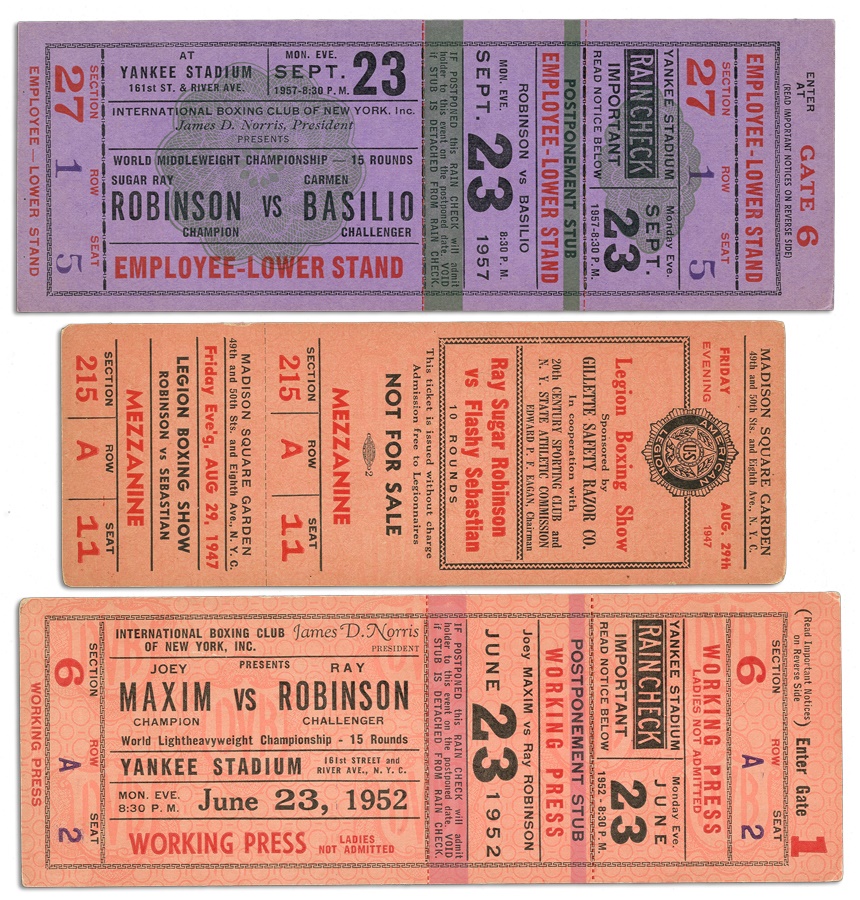 SECTION ROW SEAT
27 1 5
EMPLOYEE—LOWER STAND
AT
YANKEE STADIUM
161st ST. & RIVER AVE.
MON. EVE.
SEPT. 23
1957-8:30 P.M.
INTERNATIONAL BOXING CLUB OF NEW YORK. Inc.
James D. Norris, President
PRESENTS
WORLD MIDDLEWEIGHT CHAMPIONSHIP — 15 ROUNDS
SUGAR RAY CARMEN
ROBINSON VS BASILIO
CHAMPION CHALLENGER
EMPLOYEE-LOWER STAND
IF POSTPONED this RAIN CHECK will admit
holder to this event on the postponed date. VOID
if STUB IS DETACHED FROM RAIN CHECK.
ROBINSON vs BASILIO
MON. EVE. 8:30 P. M.
SEPT. 23 1957
POSTPONEMENT STUB
EMPLOYEE-LOWER STAND
YANKEE STADIUM
RAINCHECK
IMPORTANT
READ NOTICE BELOW
Monday Eve.
SEPT.
23
1957-8:30 P.M.
SECTION ROW SEAT
27 1 5
EMPLOYEE-LOWER STAND
ENTER
AT GATE 6
(READ IMPORTANT NOTICES ON REVERSE SIDE)
MADISON SQUARE GARDEN
49th and 50th Sts. and Eighth Ave., N. Y. C.
FRIDAY
EVENING
AUG. 29th
1947
AMERICAN
LEGION
US
Legion Boxing Show
Sponsored by
GILLETTE SAFETY RAZOR CO.
In cooperation with
20th CENTURY SPORTING CLUB and
N. Y. STATE ATHLETIC COMMISSION
EDWARD P. F. EAGAN, Chairman
Ray Sugar Robinson
vs Flashy Sebastian
10 ROUNDS
This ticket is issued without charge
Admission free to Legionnaires
NOT FOR SALE
2
MEZZANINE
SECTION ROW SEAT
215 A 11
MADISON SQUARE GARDEN
49th and 50th Sts. and Eighth Ave., N. Y. C.
Friday Eve'g, AUG 29, 1947
LEGION BOXING SHOW
ROBINSON vs SEBASTIAN
MEZZANINE
SECTION ROW SEAT
215 A 11
SECTION ROW SEAT
6 A 2
WORKING PRESS
INTERNATIONAL BOXING CLUB
OF NEW YORK, INC.
James D. Norris
PRESIDENT
PRESENTS
JOEY RAY
MAXIM VS ROBINSON
CHAMPION CHALLENGER
World Lightheavyweight Championship - 15 Rounds
YANKEE STADIUM
161st STREET and
RIVER AVE., N.Y.C.
MON. EVE.
8:30 P. M.
June 23, 1952
WORKING PRESS
LADIES
NOT ADMITTED
IF POSTPONED this RAIN CHECK will admit
holder to this event on the postponed date. VOID
if STUB IS DETACHED FROM RAIN CHECK.
Joey MAXIM vs Ray ROBINSON
MON. EVE. 8:30 P. M.
JUNE 23 1952
POSTPONEMENT STUB
WORKING PRESS
YANKEE STADIUM
RAINCHECK
IMPORTANT
READ NOTICE BELOW
Monday Eve.
JUNE
23
1952-8:30 P.M.
SECTION ROW SEAT
6 A 2
WORKING PRESS
LADIES NOT ADMITTED
(Read Important Notices
on Reverse Side)
Enter Gate 1